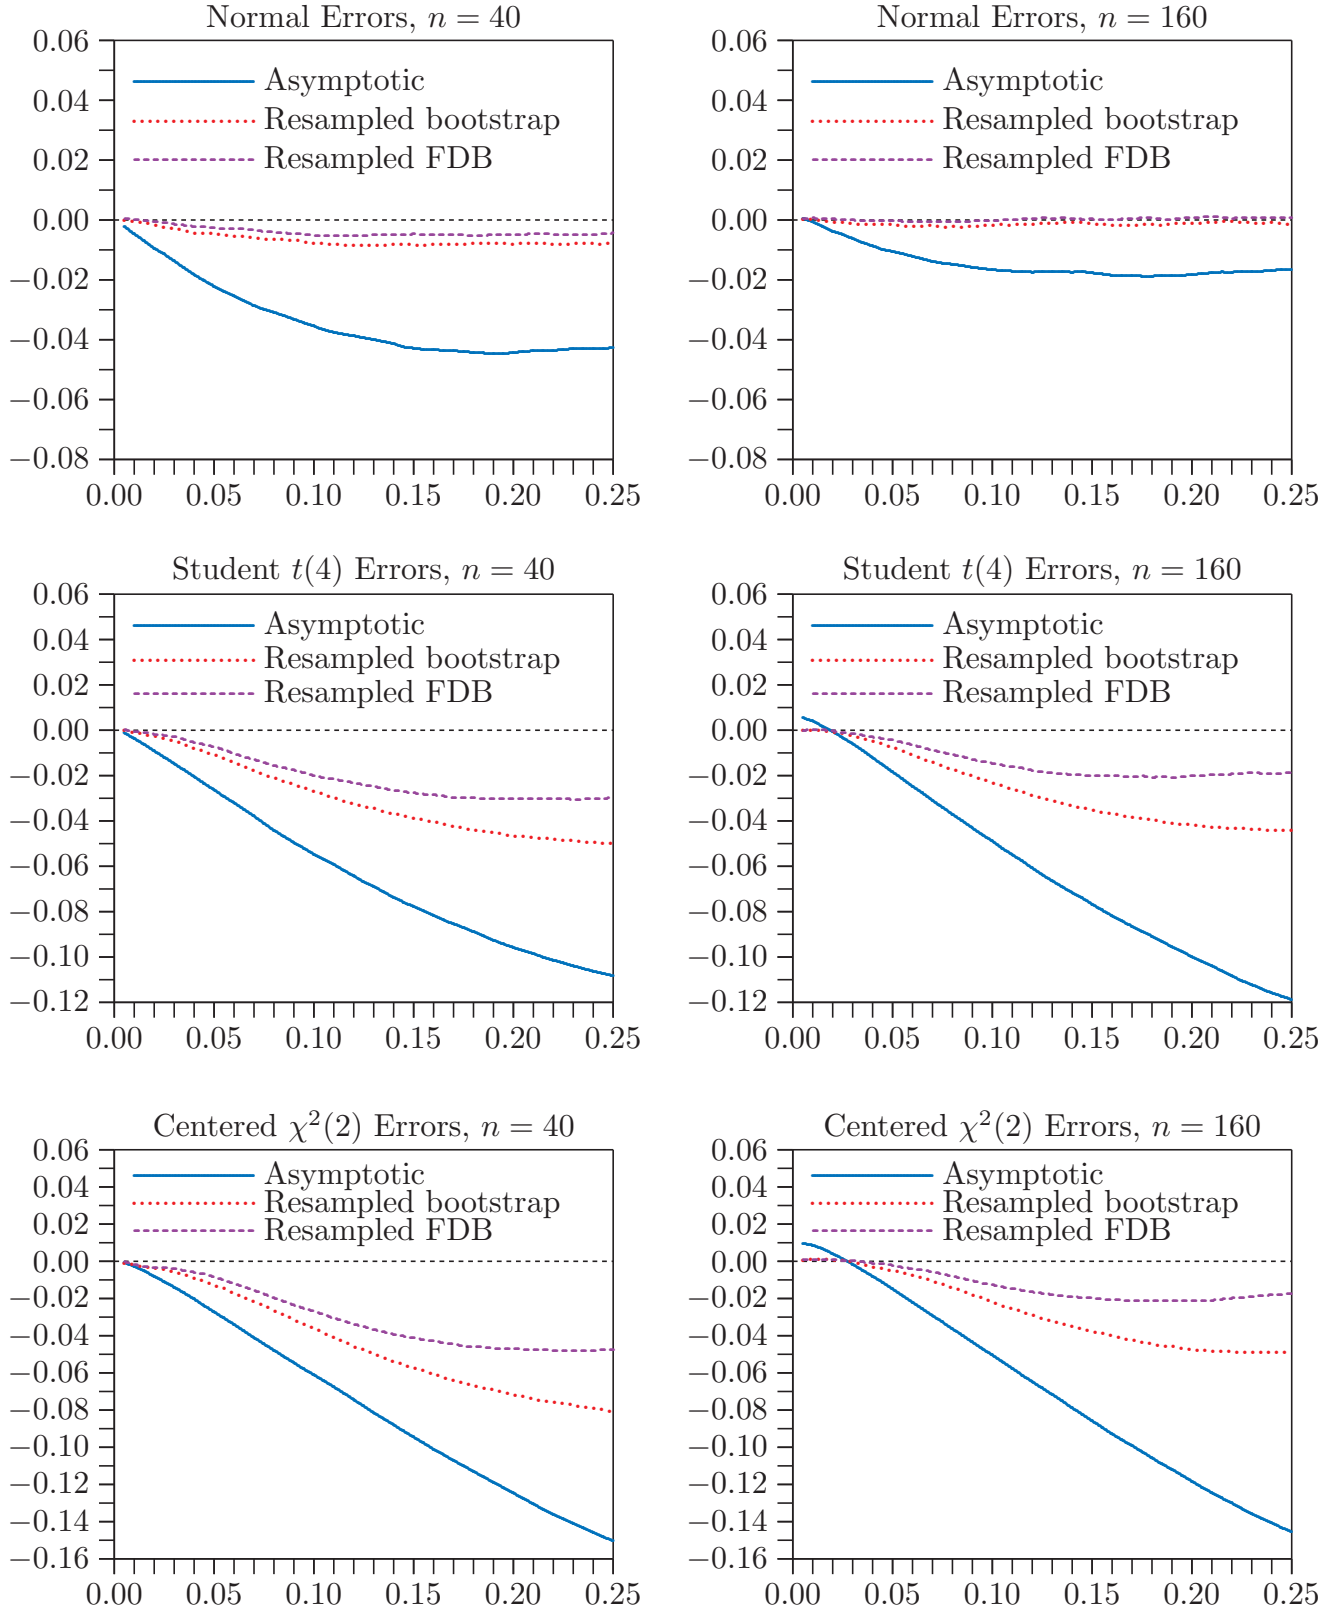 Normal Errors, n = 40
0.06
0.04
0.02
0.00
−0.02
−0.04
−0.06
−0.08
Asymptotic
Resampled bootstrap
Resampled FDB
0.00 0.05 0.10 0.15 0.20 0.25
Normal Errors, n = 160
0.06
0.04
0.02
0.00
−0.02
−0.04
−0.06
−0.08
Asymptotic
Resampled bootstrap
Resampled FDB
0.00 0.05 0.10 0.15 0.20 0.25
Student t(4) Errors, n = 40
0.06
0.04
0.02
0.00
−0.02
−0.04
−0.06
−0.08
−0.10
−0.12
Asymptotic
Resampled bootstrap
Resampled FDB
0.00 0.05 0.10 0.15 0.20 0.25
Student t(4) Errors, n = 160
0.06
0.04
0.02
0.00
−0.02
−0.04
−0.06
−0.08
−0.10
−0.12
Asymptotic
Resampled bootstrap
Resampled FDB
0.00 0.05 0.10 0.15 0.20 0.25
Centered χ²(2) Errors, n = 40
0.06
0.04
0.02
0.00
−0.02
−0.04
−0.06
−0.08
−0.10
−0.12
−0.14
−0.16
Asymptotic
Resampled bootstrap
Resampled FDB
0.00 0.05 0.10 0.15 0.20 0.25
Centered χ²(2) Errors, n = 160
0.06
0.04
0.02
0.00
−0.02
−0.04
−0.06
−0.08
−0.10
−0.12
−0.14
−0.16
Asymptotic
Resampled bootstrap
Resampled FDB
0.00 0.05 0.10 0.15 0.20 0.25